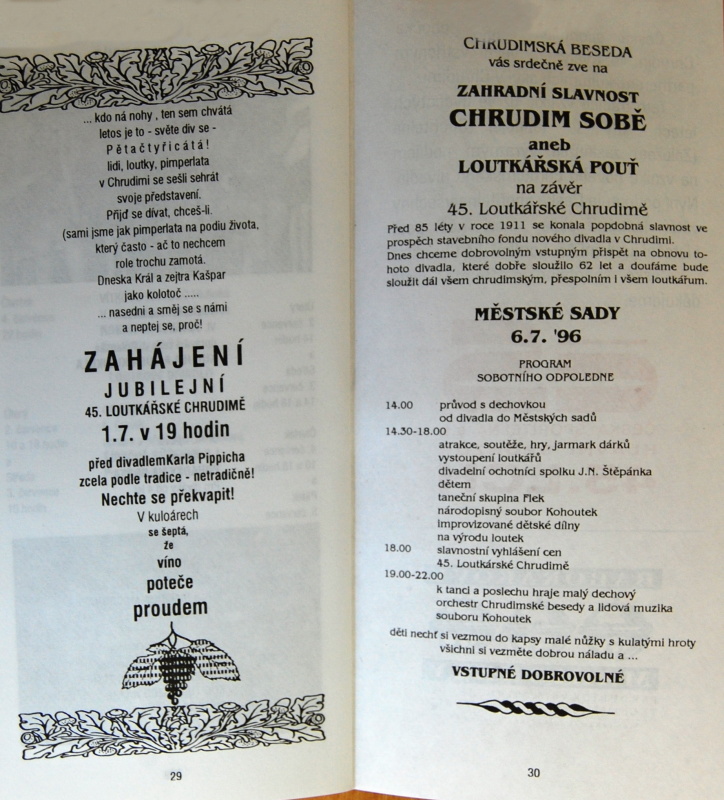 ... kdo má nohy , ten sem chvátá
letos je to - světe div se -
Pětačtyřicátá!
lidi, loutky, pimperlata
v Chrudimi se sešli sehrát
svoje představení.
Přijď se dívat, chceš-li.
(sami jsme jak pimperlata na podiu života,
který často - ač to nechcem
role trochu zamotá.
Dneska Král a zejtra Kašpar
jako kolotoč .....
... nasedni a směj se s námi
a neptej se, proč!
ZAHÁJENÍ
JUBILEJNÍ
45. LOUTKÁŘSKÉ CHRUDIMĚ
1.7. v 19 hodin
před divadlemKarla Pippicha
zcela podle tradice - netradičně!
Nechte se překvapit!
V kuloárech
se šeptá,
že
víno
poteče
proudem
29
CHRUDIMSKÁ BESEDA
vás srdečně zve na
ZAHRADNÍ SLAVNOST
CHRUDIM SOBĚ
aneb
LOUTKÁŘSKÁ POUŤ
na závěr
45. Loutkářské Chrudimě
Před 85 léty v roce 1911 se konala popdobná slavnost ve
prospěch stavebního fondu nového divadla v Chrudimi.
Dnes chceme dobrovolným vstupným přispět na obnovu to-
hoto divadla, které dobře sloužilo 62 let a doufáme bude
sloužit dál všem chrudimským, přespolním i všem loutkářům.
MĚSTSKÉ SADY
6.7. '96
PROGRAM
SOBOTNÍHO ODPOLEDNE
14.00 průvod s dechovkou
od divadla do Městských sadů
14.30-18.00
atrakce, soutěže, hry, jarmark dárků
vystoupení loutkářů
divadelní ochotníci spolku J.N. Štěpánka
dětem
taneční skupina Flek
národopisný soubor Kohoutek
improvizované dětské dílny
na výrodu loutek
18.00 slavnostní vyhlášení cen
45. Loutkárské Chrudimě
19.00-22.00
k tanci a poslechu hraje malý dechový
orchestr Chrudimské besedy a lidová muzika
souboru Kohoutek
děti nechť si vezmou do kapsy malé nůžky s kulatými hroty
všichni si vezměte dobrou náladu a ...
VSTUPNÉ DOBROVOLNÉ
30